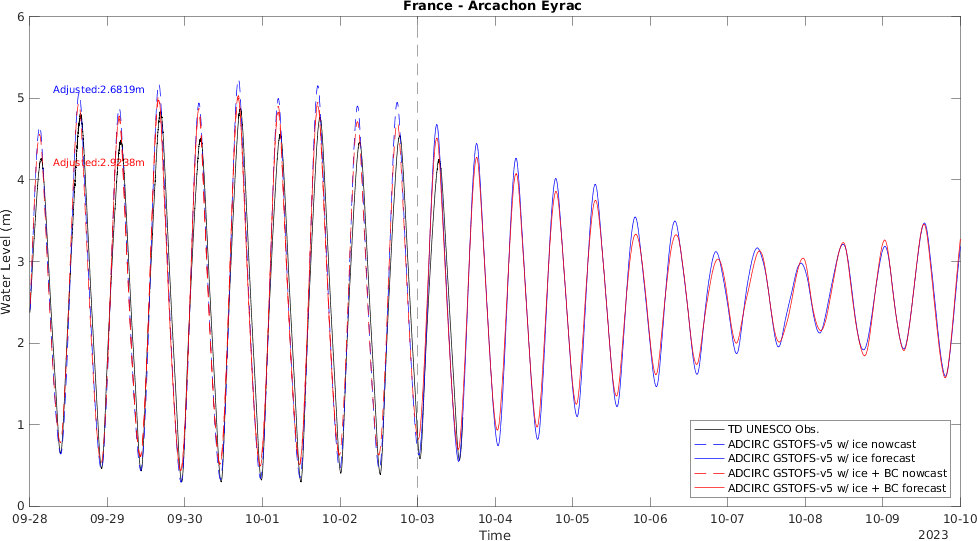 France - Arcachon Eyrac
Water Level (m)
6
5
4
3
2
1
0
Adjusted:2.6819m
Adjusted:2.9238m
TD UNESCO Obs.
ADCIRC GSTOFS-v5 w/ ice nowcast
ADCIRC GSTOFS-v5 w/ ice forecast
ADCIRC GSTOFS-v5 w/ ice + BC nowcast
ADCIRC GSTOFS-v5 w/ ice + BC forecast
09-28 09-29 09-30 10-01 10-02 10-03 10-04 10-05 10-06 10-07 10-08 10-09 10-10
Time
2023